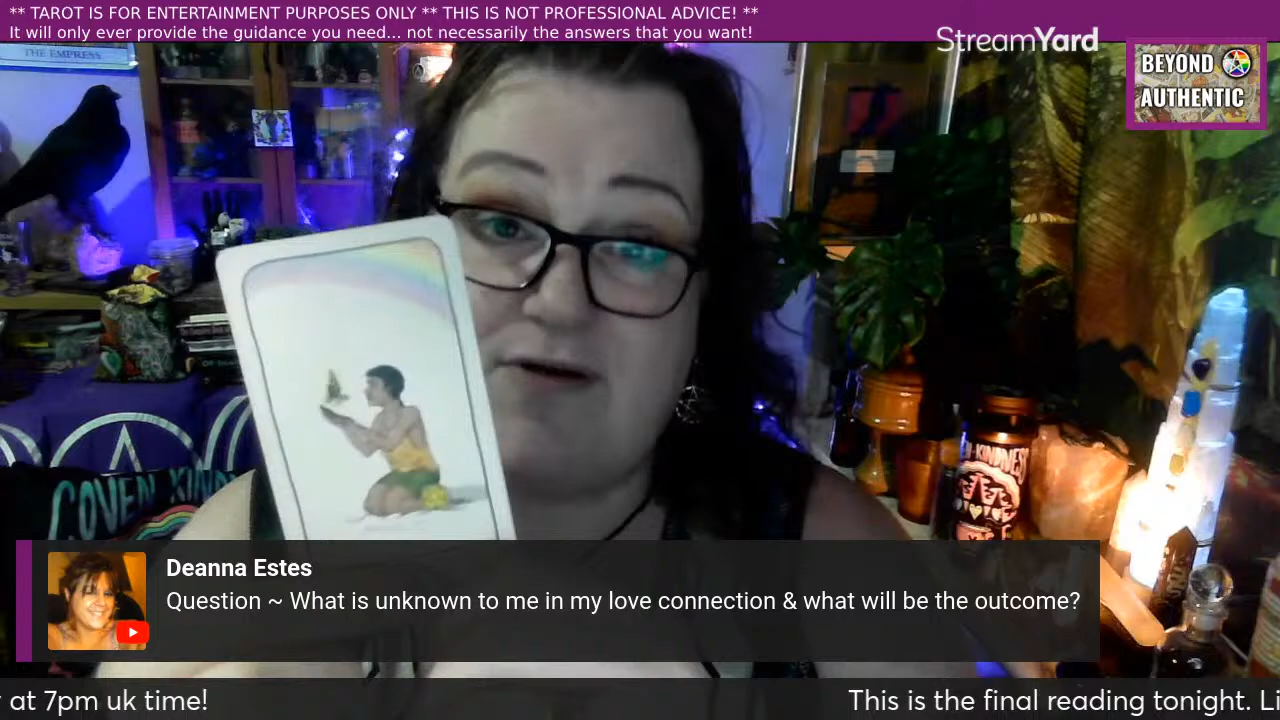 ** TAROT IS FOR ENTERTAINMENT PURPOSES ONLY ** THIS IS NOT PROFESSIONAL ADVICE! **
It will only ever provide the guidance you need... not necessarily the answers that you want!
StreamYard
BEYOND
AUTHENTIC
THE EMPRESS
COVEN KIND
N-KINDNESS
Deanna Estes
Question ~ What is unknown to me in my love connection & what will be the outcome?
at 7pm uk time!
This is the final reading tonight. Li